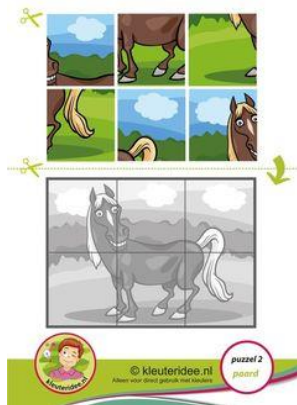 © kleuteridee.nl
Alleen voor direct gebruik met kleuters
kleuteridee.nl
puzzel 2
paard